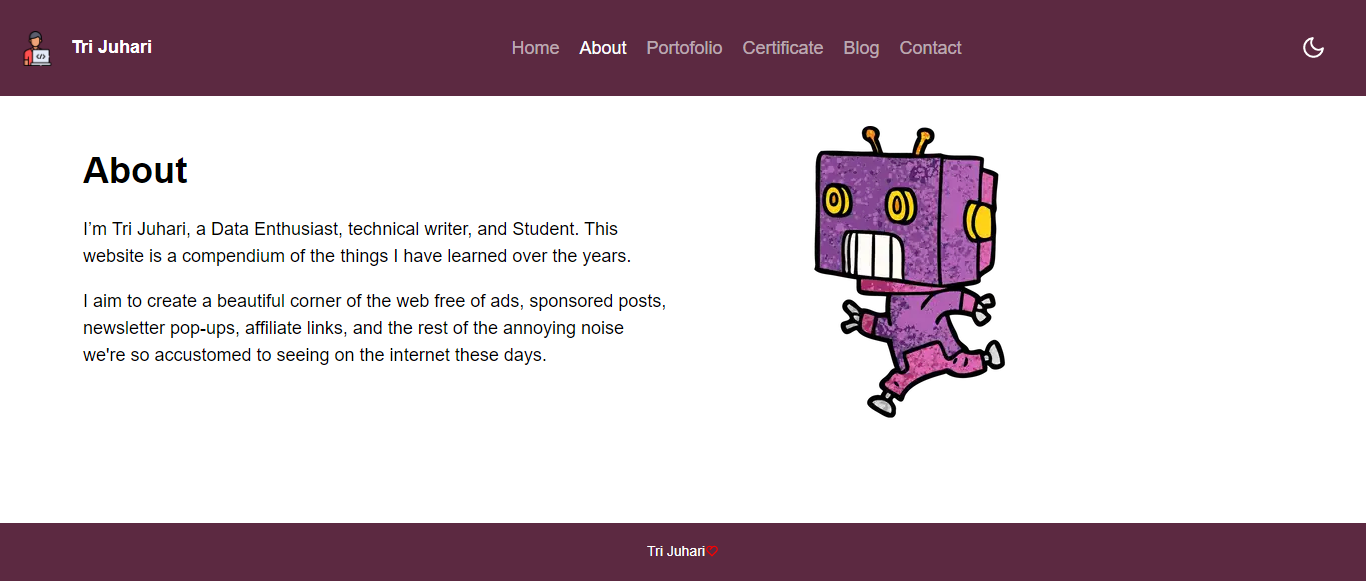 Tri Juhari
Home About Portofolio Certificate Blog Contact
About
I'm Tri Juhari, a Data Enthusiast, technical writer, and Student. This
website is a compendium of the things I have learned over the years.
I aim to create a beautiful corner of the web free of ads, sponsored posts,
newsletter pop-ups, affiliate links, and the rest of the annoying noise
we're so accustomed to seeing on the internet these days.
Tri Juhari♡